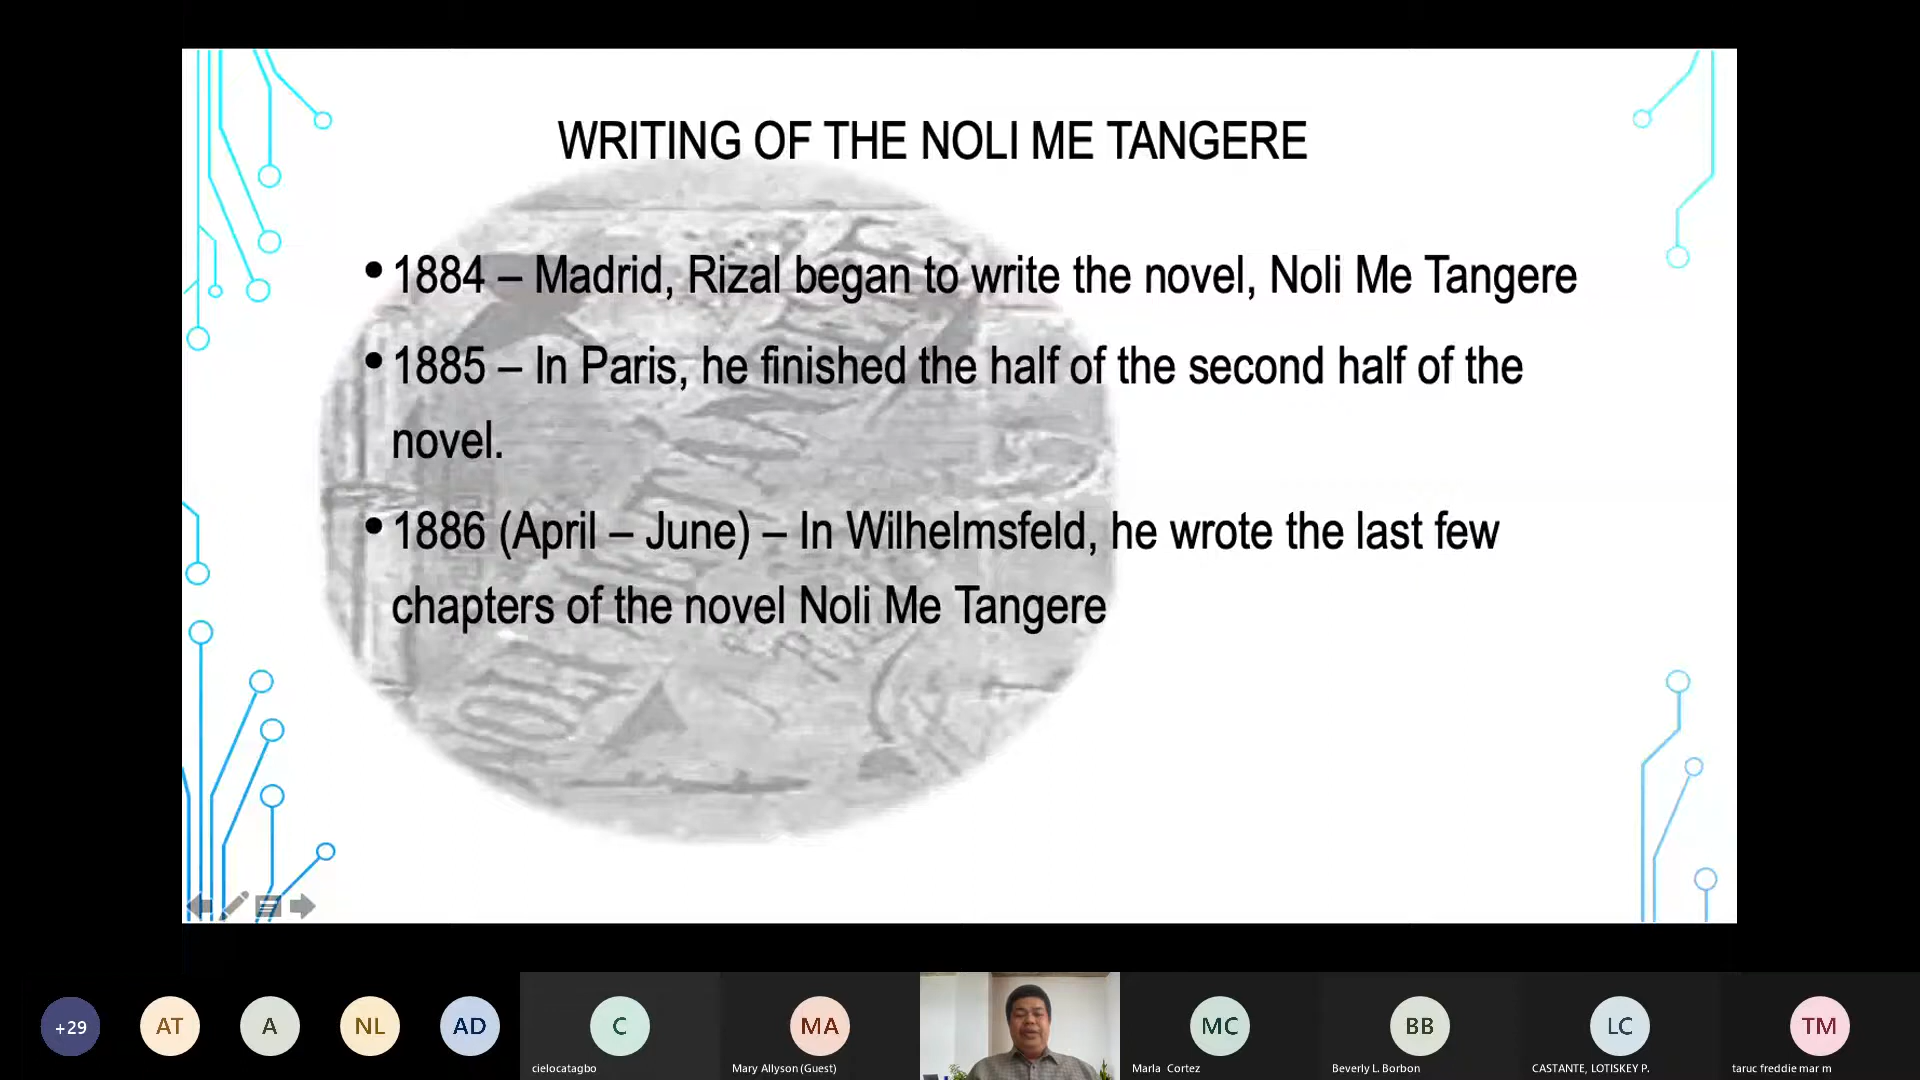 WRITING OF THE NOLI ME TANGERE
• 1884 – Madrid, Rizal began to write the novel, Noli Me Tangere
• 1885 – In Paris, he finished the half of the second half of the
novel.
• 1886 (April – June) – In Wilhelmsfeld, he wrote the last few
chapters of the novel Noli Me Tangere
+29
AT
A
NL
AD
C
cielocatagbo
MA
Mary Allyson (Guest)
MC
Marla Cortez
BB
Beverly L. Borbon
LC
CASTANTE, LOTISKEY P.
TM
taruc freddie mar m